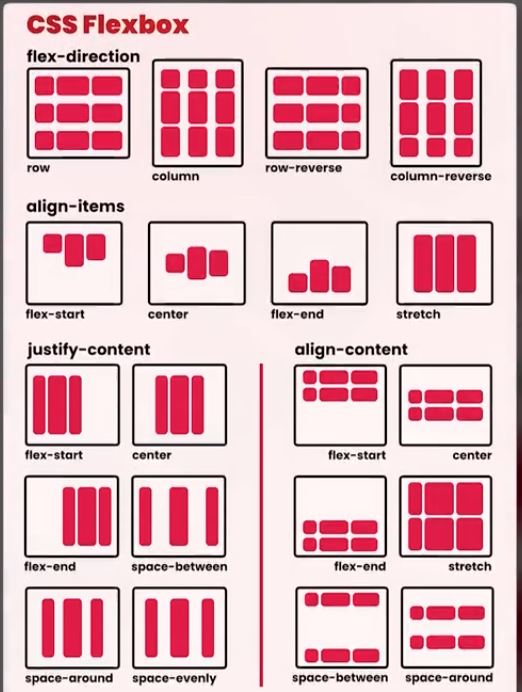 CSS Flexbox
flex-direction
row
column
row-reverse
column-reverse
align-items
flex-start
center
flex-end
stretch
justify-content
flex-start
center
flex-end
space-between
space-around
space-evenly
align-content
flex-start
center
flex-end
stretch
space-between
space-around